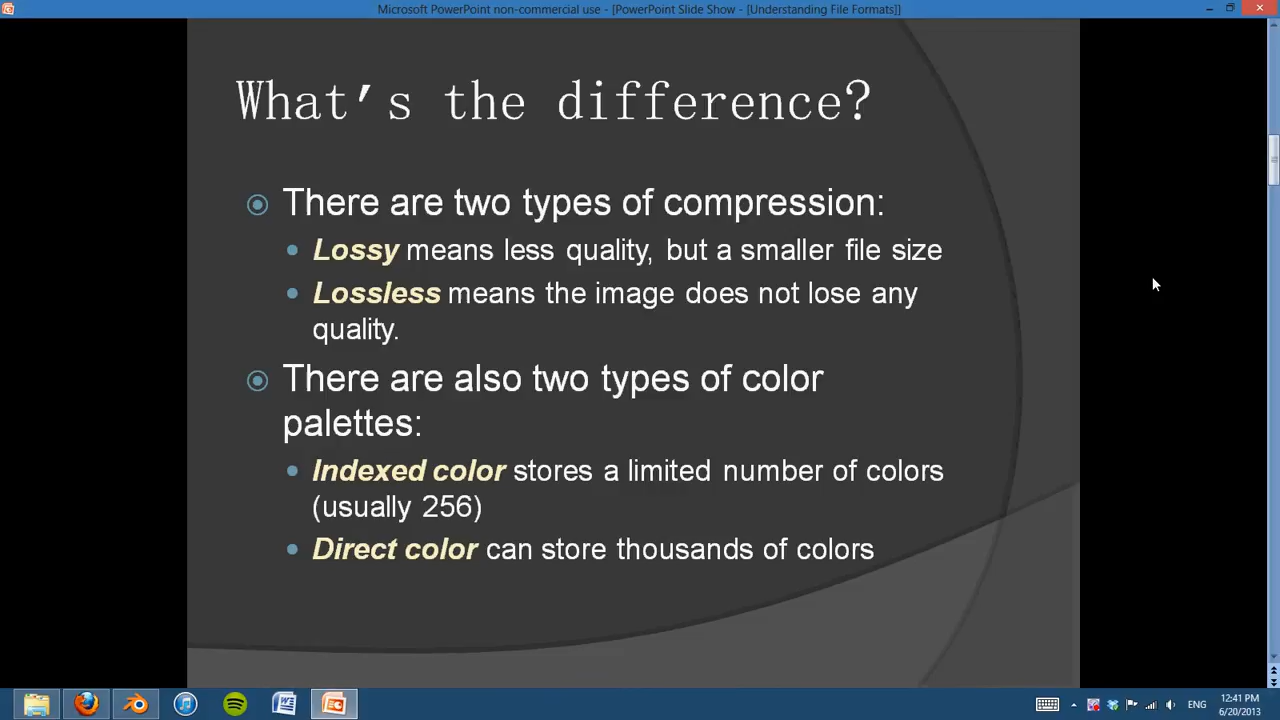 Microsoft PowerPoint non-commercial use - [PowerPoint Slide Show - [Understanding File Formats]]
What's the difference?
There are two types of compression:
Lossy means less quality, but a smaller file size
Lossless means the image does not lose any
quality.
There are also two types of color
palettes:
Indexed color stores a limited number of colors
(usually 256)
Direct color can store thousands of colors
ENG
12:41 PM
6/20/2013